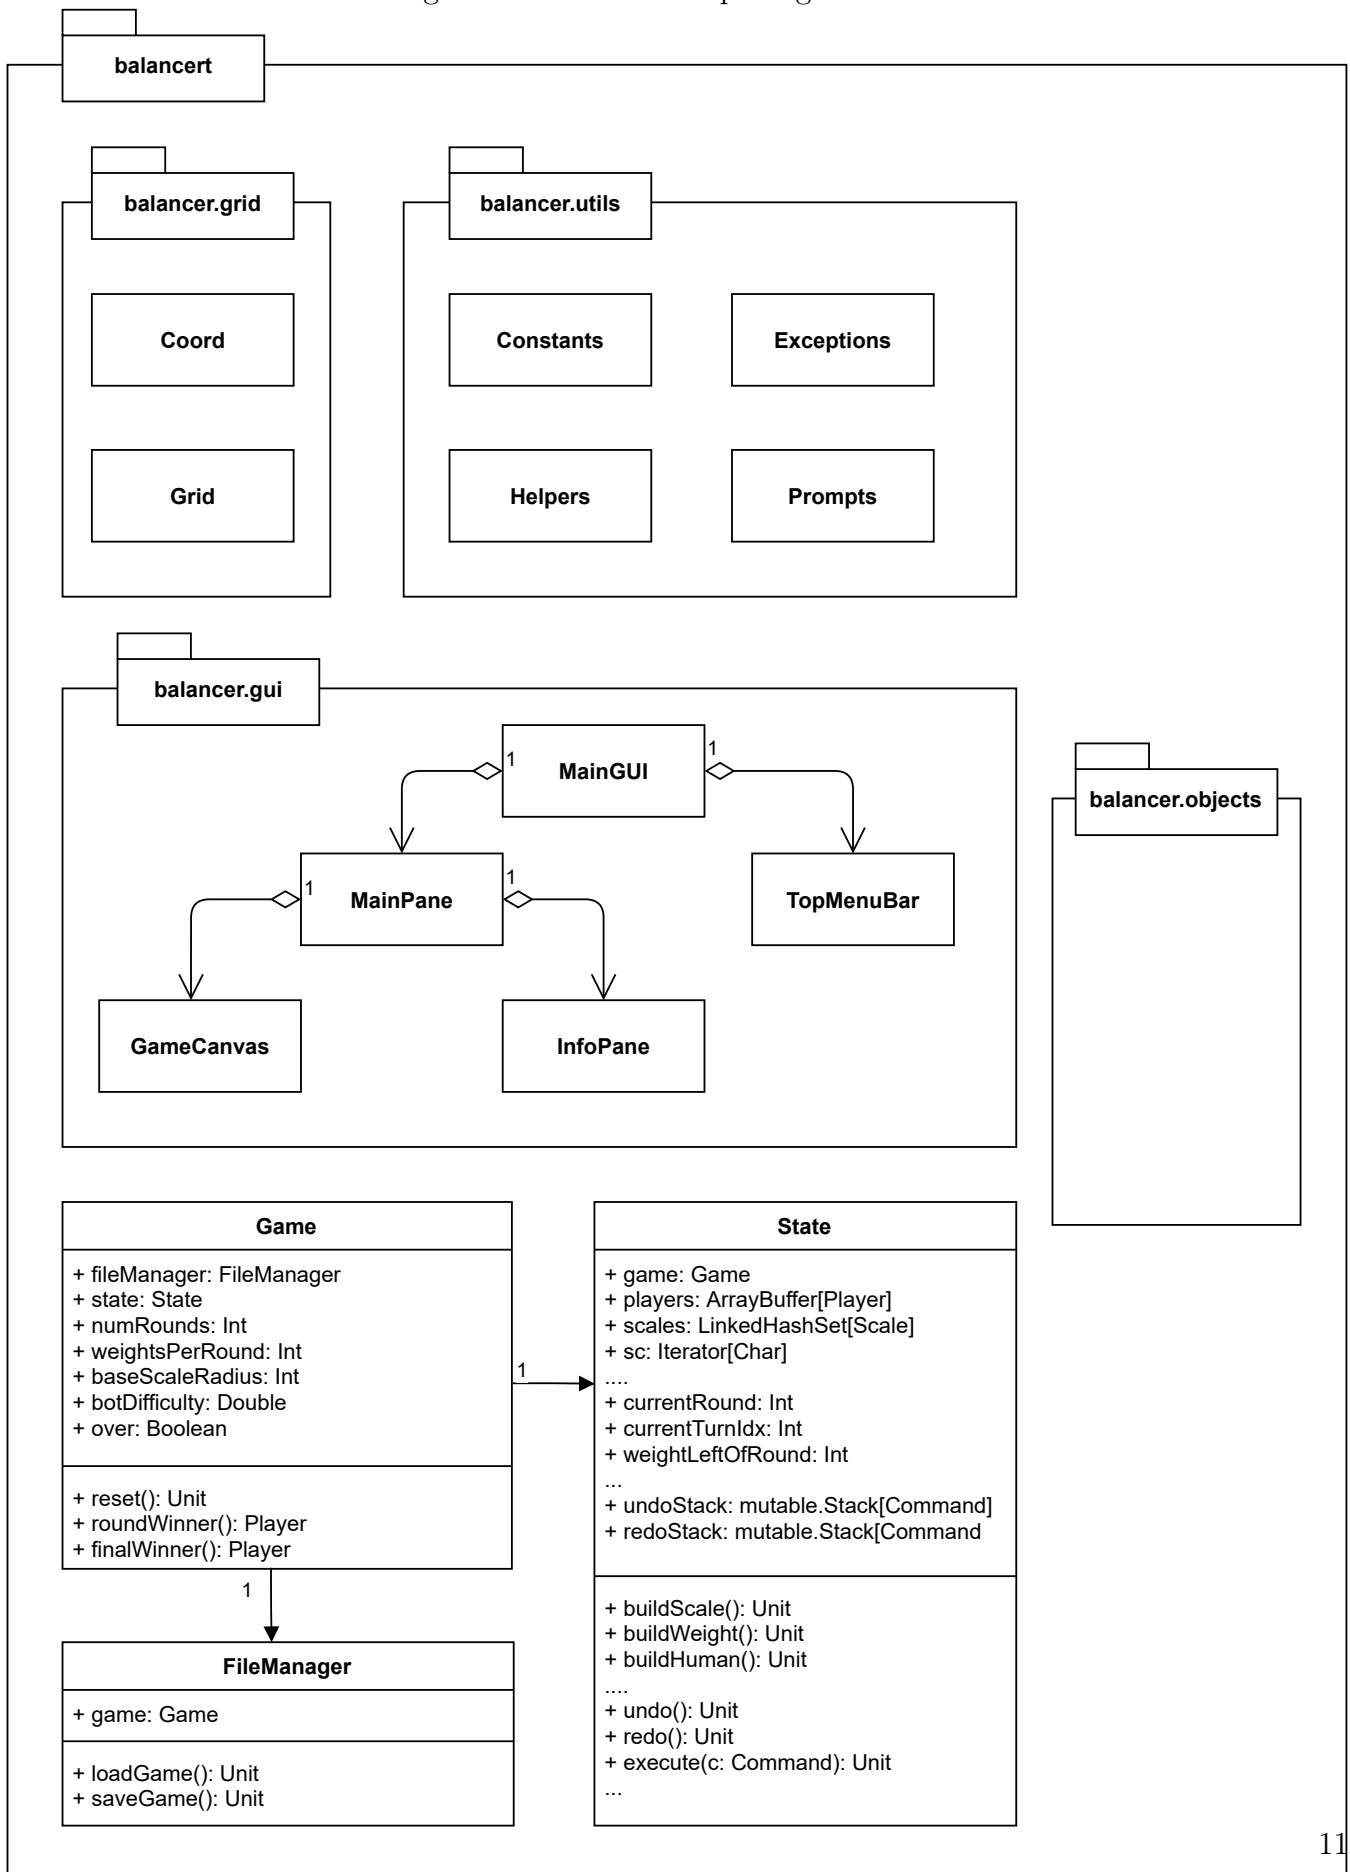 balancert
balancer.grid
balancer.utils
Coord
Constants
Exceptions
Grid
Helpers
Prompts
balancer.gui
1
MainGUI
1
balancer.objects
1
MainPane
1
TopMenuBar
GameCanvas
InfoPane
Game
+ fileManager: FileManager
+ state: State
+ numRounds: Int
+ weightsPerRound: Int
+ baseScaleRadius: Int
+ botDifficulty: Double
+ over: Boolean
+ reset(): Unit
+ roundWinner(): Player
+ finalWinner(): Player
1
1
State
+ game: Game
+ players: ArrayBuffer[Player]
+ scales: LinkedHashSet[Scale]
+ sc: Iterator[Char]
....
+ currentRound: Int
+ currentTurnIdx: Int
+ weightLeftOfRound: Int
...
+ undoStack: mutable.Stack[Command]
+ redoStack: mutable.Stack[Command
+ buildScale(): Unit
+ buildWeight(): Unit
+ buildHuman(): Unit
....
+ undo(): Unit
+ redo(): Unit
+ execute(c: Command): Unit
...
FileManager
+ game: Game
+ loadGame(): Unit
+ saveGame(): Unit
11